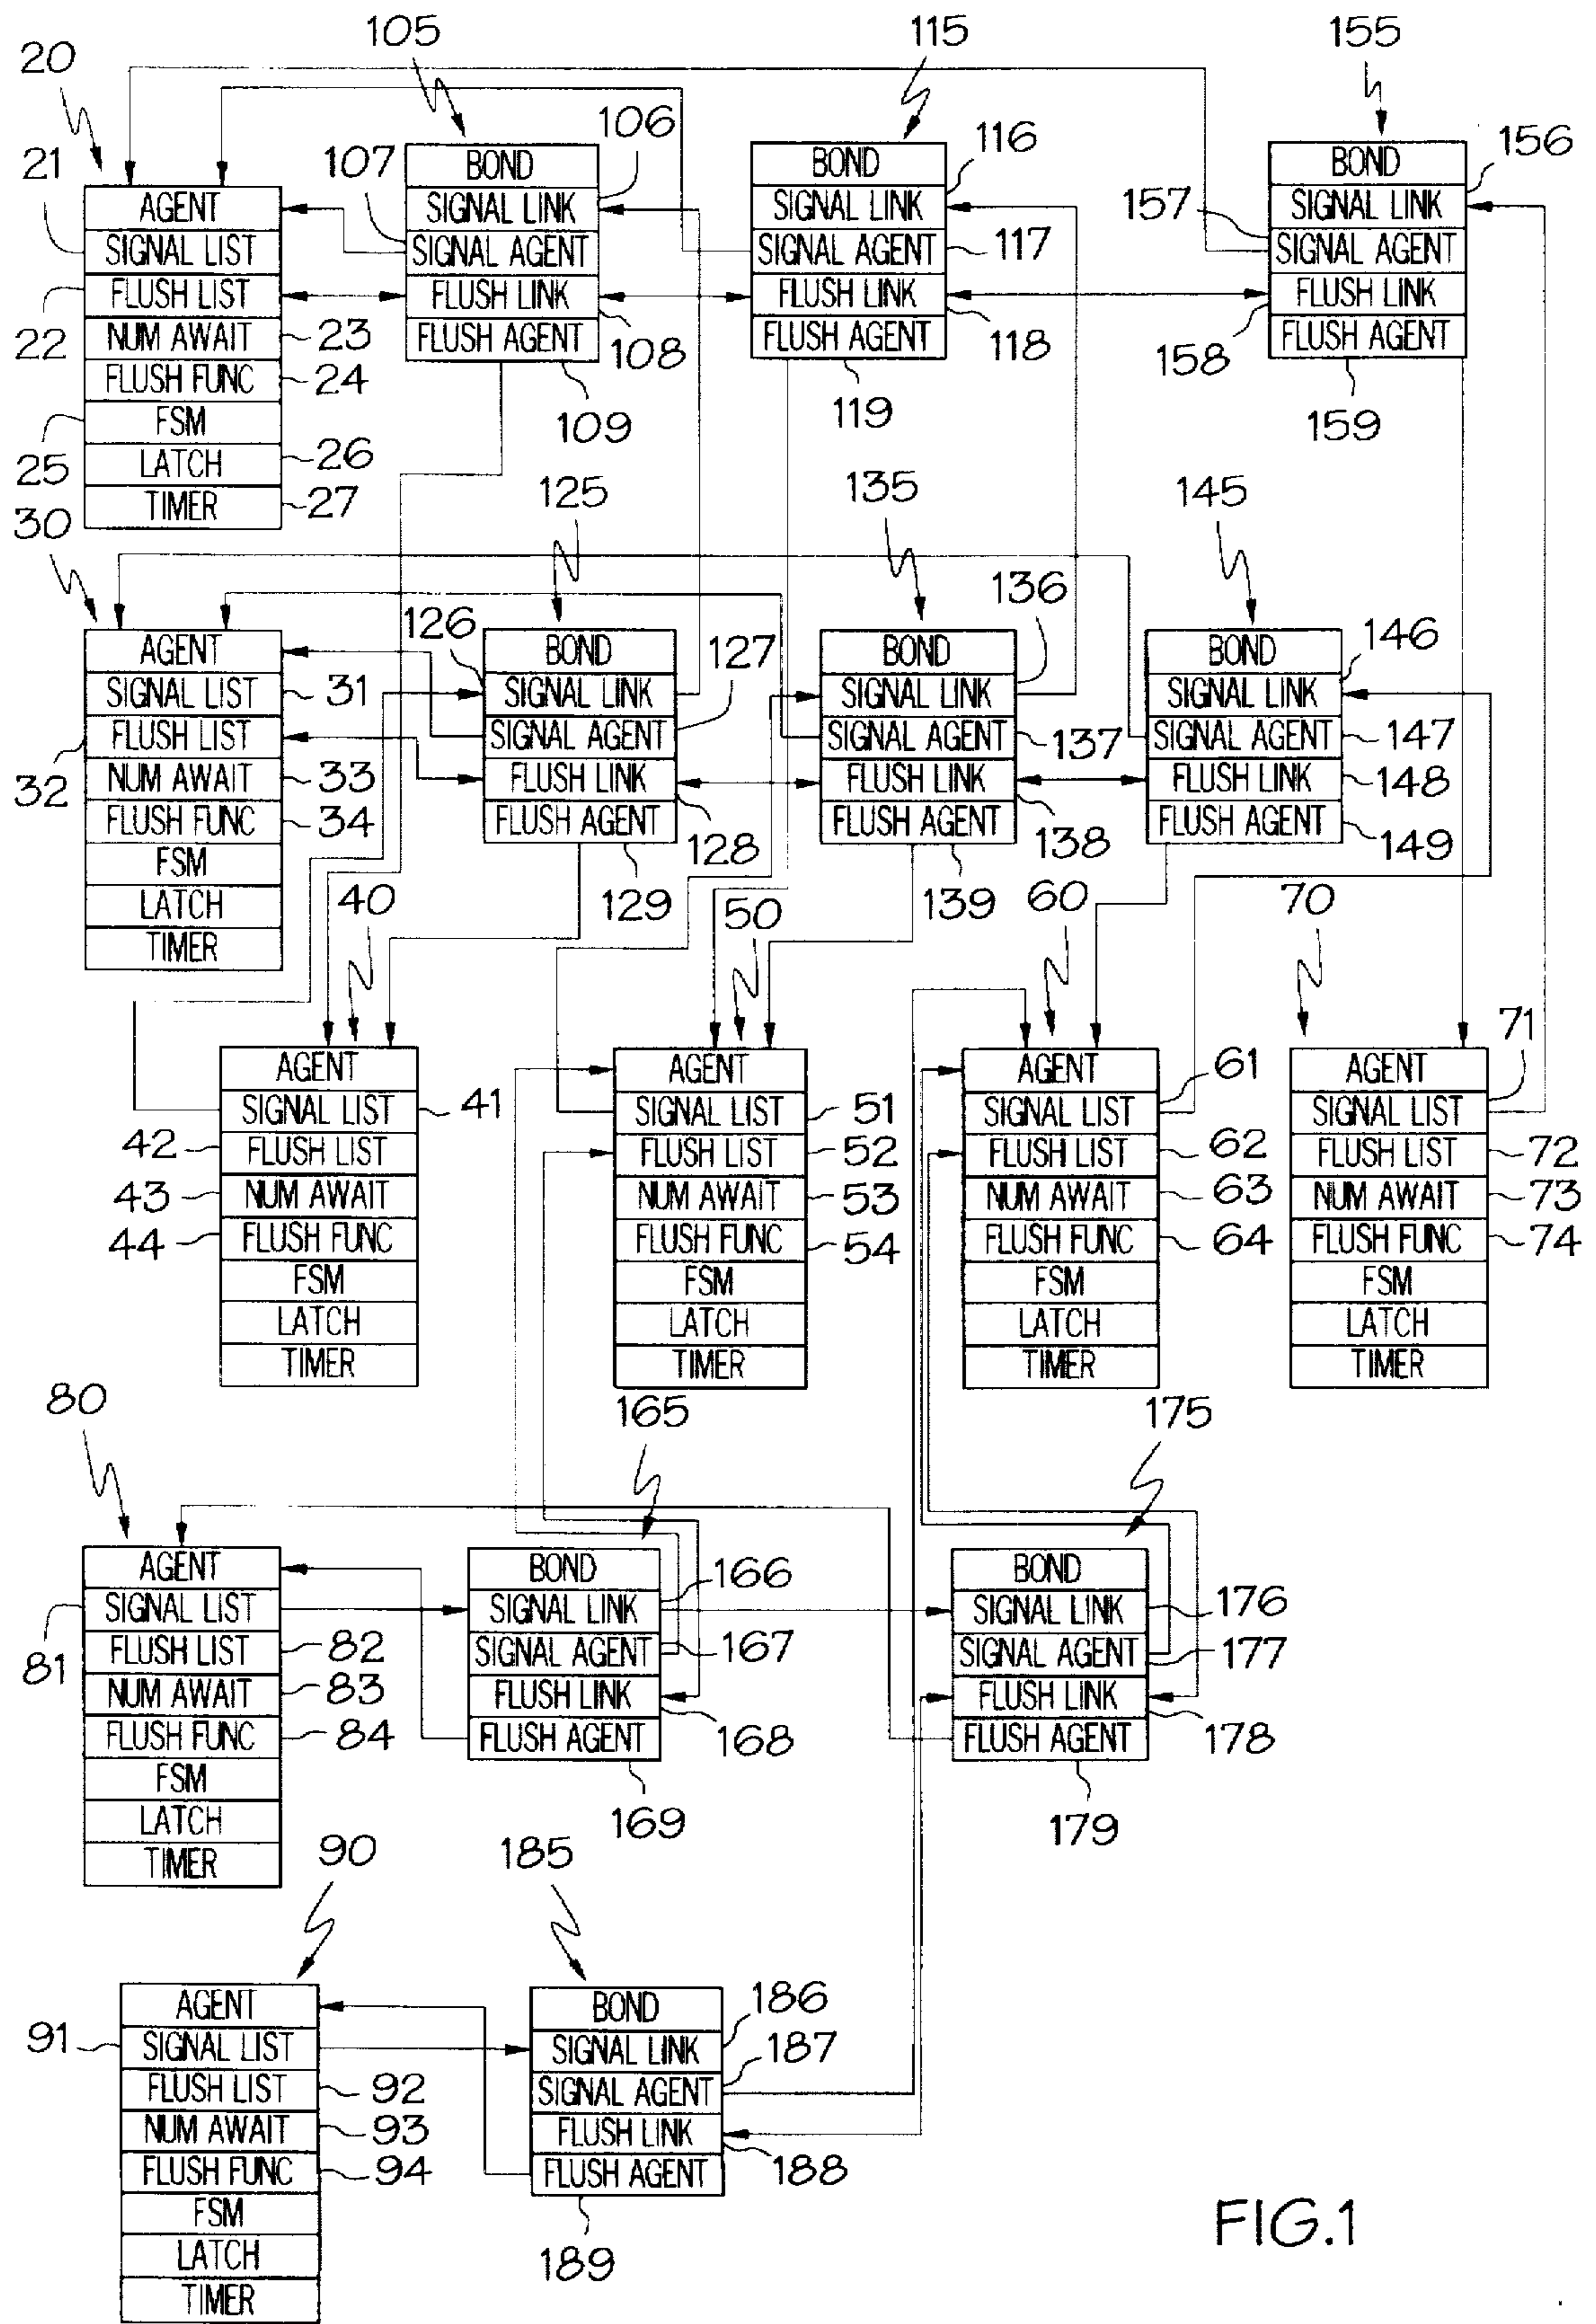 105
115
155
20
106
116
156
107
157
21
BOND
SIGNAL LINK
SIGNAL AGENT
FLUSH LINK
FLUSH AGENT
BOND
SIGNAL LINK
SIGNAL AGENT
FLUSH LINK
FLUSH AGENT
BOND
SIGNAL LINK
SIGNAL AGENT
FLUSH LINK
FLUSH AGENT
117
108
118
158
109
119
159
AGENT
SIGNAL LIST
FLUSH LIST
NUM AWAIT
FLUSH FUNC
FSM
LATCH
TIMER
22
23
24
25
26
27
30
125
135
145
126
127
136
146
AGENT
SIGNAL LIST
FLUSH LIST
NUM AWAIT
FLUSH FUNC
FSM
LATCH
TIMER
31
32
33
34
BOND
SIGNAL LINK
SIGNAL AGENT
FLUSH LINK
FLUSH AGENT
128
129
BOND
SIGNAL LINK
SIGNAL AGENT
FLUSH LINK
FLUSH AGENT
137
138
139
BOND
SIGNAL LINK
SIGNAL AGENT
FLUSH LINK
FLUSH AGENT
147
148
149
40
50
60
70
AGENT
SIGNAL LIST
FLUSH LIST
NUM AWAIT
FLUSH FUNC
FSM
LATCH
TIMER
41
42
43
44
AGENT
SIGNAL LIST
FLUSH LIST
NUM AWAIT
FLUSH FUNC
FSM
LATCH
TIMER
51
52
53
54
AGENT
SIGNAL LIST
FLUSH LIST
NUM AWAIT
FLUSH FUNC
FSM
LATCH
TIMER
61
62
63
64
AGENT
SIGNAL LIST
FLUSH LIST
NUM AWAIT
FLUSH FUNC
FSM
LATCH
TIMER
71
72
73
74
80
165
175
AGENT
SIGNAL LIST
FLUSH LIST
NUM AWAIT
FLUSH FUNC
FSM
LATCH
TIMER
81
82
83
84
BOND
SIGNAL LINK
SIGNAL AGENT
FLUSH LINK
FLUSH AGENT
166
167
168
169
BOND
SIGNAL LINK
SIGNAL AGENT
FLUSH LINK
FLUSH AGENT
176
177
178
179
90
185
AGENT
SIGNAL LIST
FLUSH LIST
NUM AWAIT
FLUSH FUNC
FSM
LATCH
TIMER
91
92
93
94
BOND
SIGNAL LINK
SIGNAL AGENT
FLUSH LINK
FLUSH AGENT
186
187
188
189
FIG.1